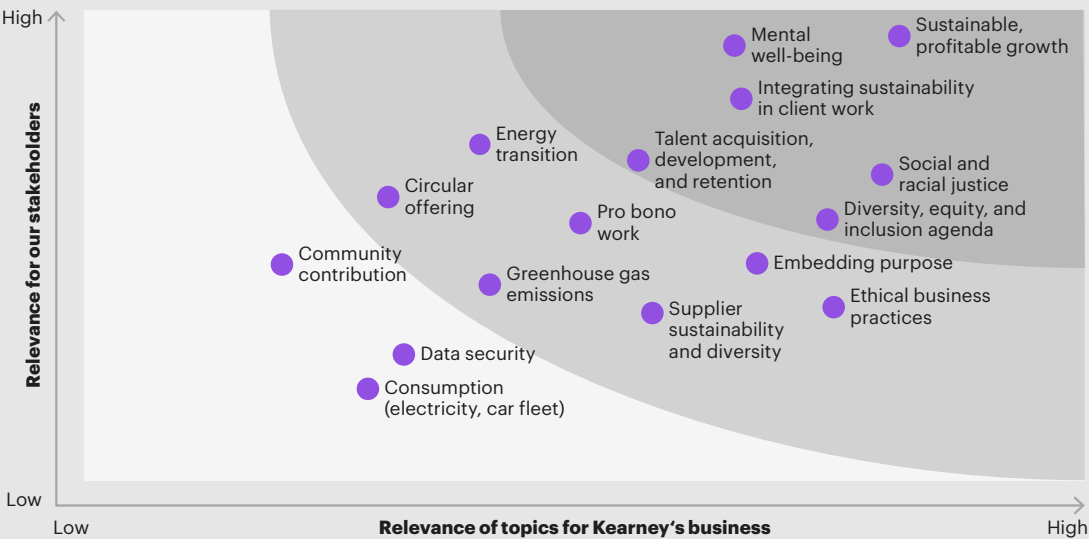 High
Sustainable,
profitable growth
Mental
well-being
Integrating sustainability
in client work
Energy
transition
Talent acquisition,
development,
and retention
Social and
racial justice
Circular
offering
Pro bono
work
Diversity, equity, and
inclusion agenda
Community
contribution
Greenhouse gas
emissions
Embedding purpose
Ethical business
practices
Supplier
sustainability
and diversity
Data security
Consumption
(electricity, car fleet)
Relevance for our stakeholders
Low
Low
Relevance of topics for Kearney‘s business
High